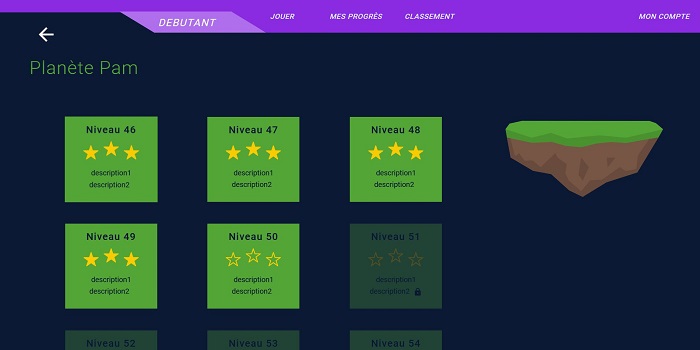 DEBUTANT
JOUER
MES PROGRÈS
CLASSEMENT
MON COMPTE
Planète Pam
Niveau 46
description1
description2
Niveau 47
description1
description2
Niveau 48
description1
description2
Niveau 49
description1
description2
Niveau 50
description1
description2
Niveau 51
description1
description2
Niveau 52
Niveau 53
Niveau 54